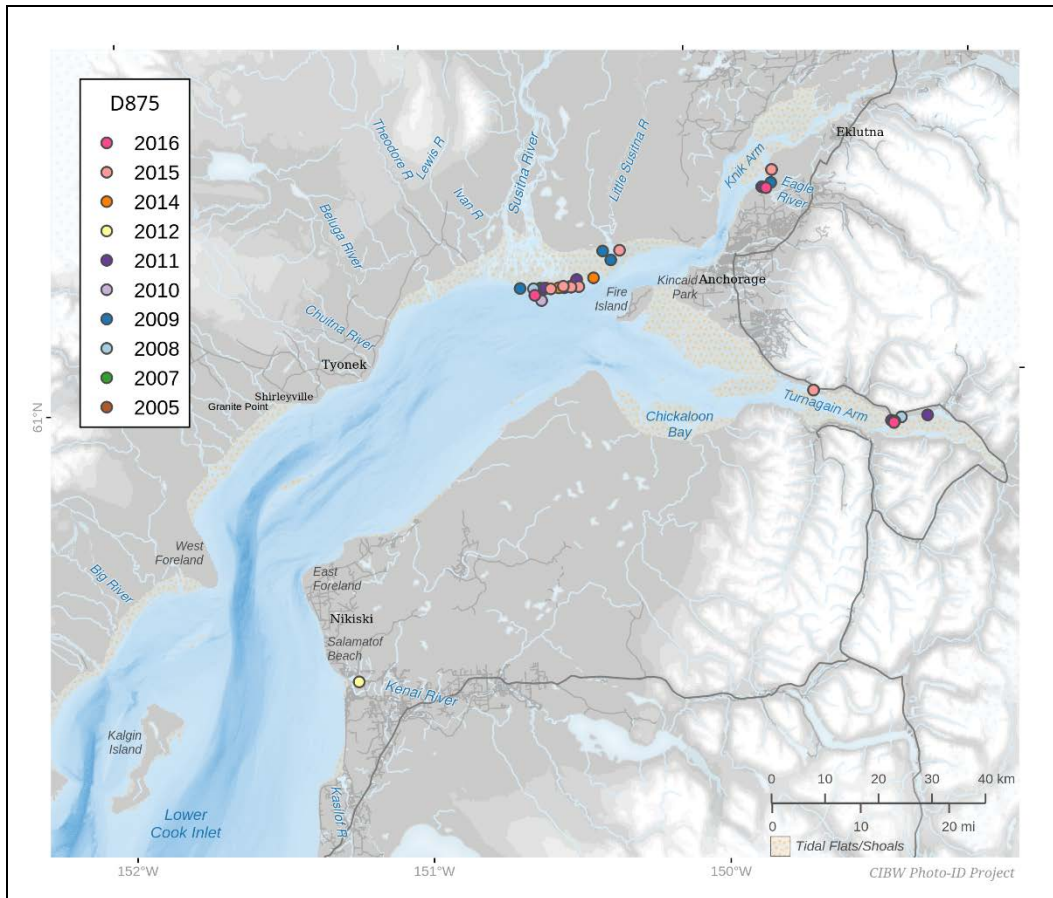 D875
2016
2015
2014
2012
2011
2010
2009
2008
2007
2005
Theodore R
Lewis R
Ivan R
Susitna River
Little Susitna R
Beluga River
Chuitna River
Knik Arm
Eklutna
Eagle
River
Kincaid
Park
Anchorage
Fire
Island
Tyonek
Shirleyville
Granite Point
61°N
Chickaloon
Bay
Turnagain Arm
West
Foreland
Big River
East
Foreland
Nikiski
Salamatof
Beach
Kenai River
Kalgin
Island
Lower
Cook Inlet
Kasilof R
0 10 20 30 40 km
0 10 20 mi
Tidal Flats/Shoals
CIBW Photo-ID Project
152°W 151°W 150°W